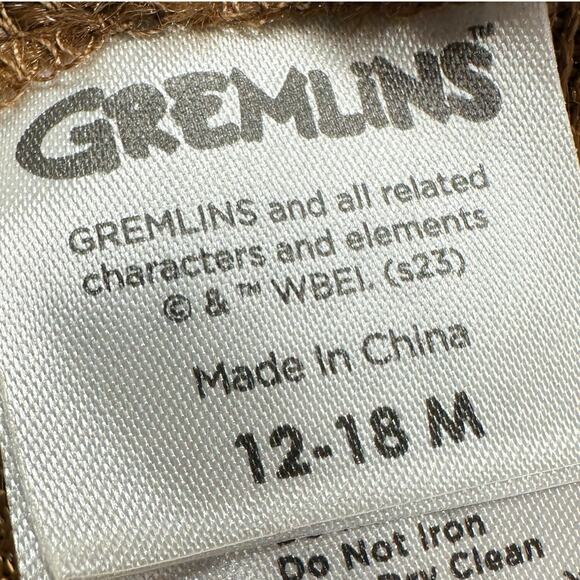 GREMLiNS™
GREMLINS and all related
characters and elements
© & ™ WBEI. (s23)
Made In China
12-18 M
Do Not Iron
Dry Clean